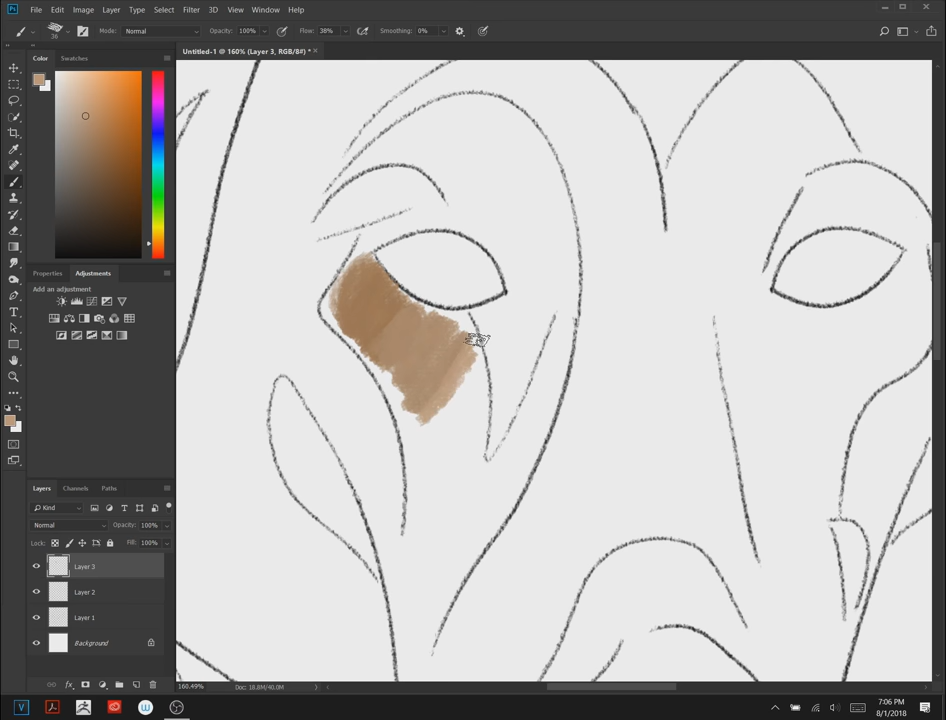 Ps File Edit Image Layer Type Select Filter 3D View Window Help
36 Mode: Normal Opacity: 100% Flow: 38% Smoothing: 0%
Untitled-1 @ 160% (Layer 3, RGB/8#) * ×
Color Swatches
Properties Adjustments
Add an adjustment
Layers Channels Paths
Kind
Normal Opacity: 100%
Lock: Fill: 100%
Layer 3
Layer 2
Layer 1
Background
fx
160.49% Doc: 18.8M/40.0M
7:06 PM
8/1/2018